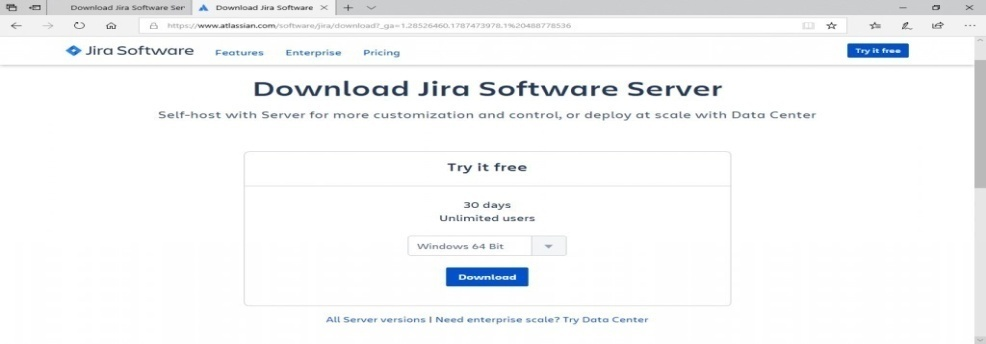 Download Jira Software Ser
Download Jira Software
https://www.atlassian.com/software/jira/download?_ga=1.28526460.1787473978.1%20488778536
Jira Software Features Enterprise Pricing Try it free
Download Jira Software Server
Self-host with Server for more customization and control, or deploy at scale with Data Center
Try it free
30 days
Unlimited users
Windows 64 Bit
Download
All Server versions | Need enterprise scale? Try Data Center